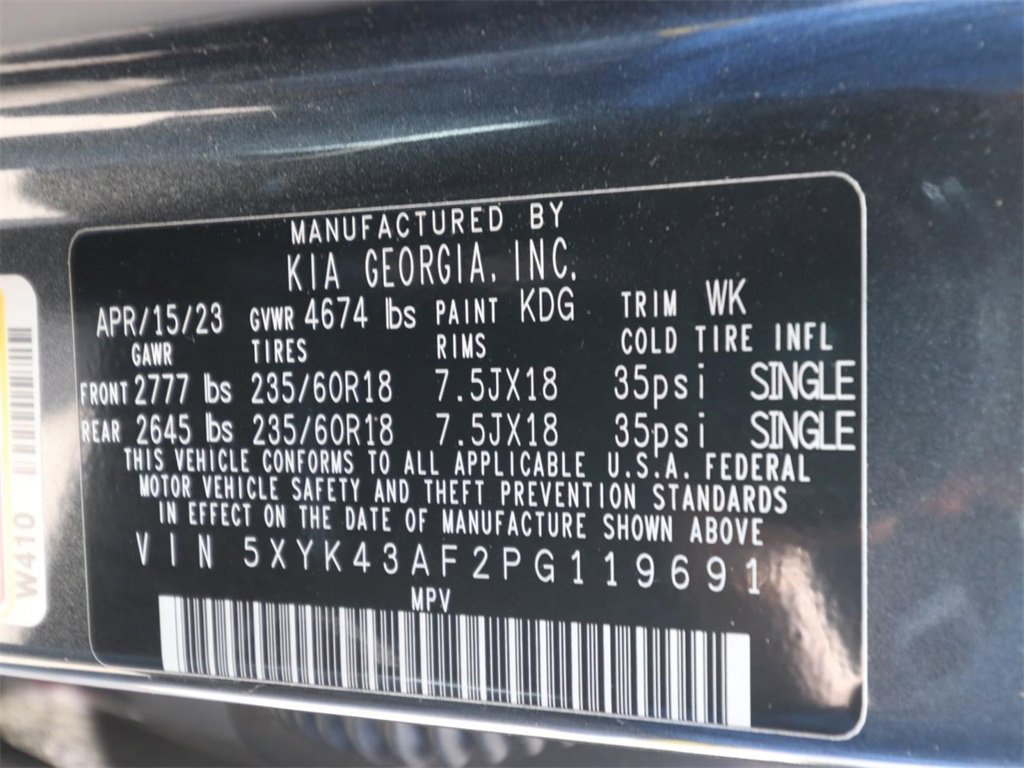 MANUFACTURED BY
KIA GEORGIA, INC.
APR/15/23 GVWR 4674 lbs PAINT KDG TRIM WK
GAWR TIRES RIMS COLD TIRE INFL
FRONT 2777 lbs 235/60R18 7.5JX18 35psi SINGLE
REAR 2645 lbs 235/60R18 7.5JX18 35psi SINGLE
THIS VEHICLE CONFORMS TO ALL APPLICABLE U.S.A. FEDERAL
MOTOR VEHICLE SAFETY AND THEFT PREVENTION STANDARDS
IN EFFECT ON THE DATE OF MANUFACTURE SHOWN ABOVE
VIN 5XYK43AF2PG119691
MPV
W410